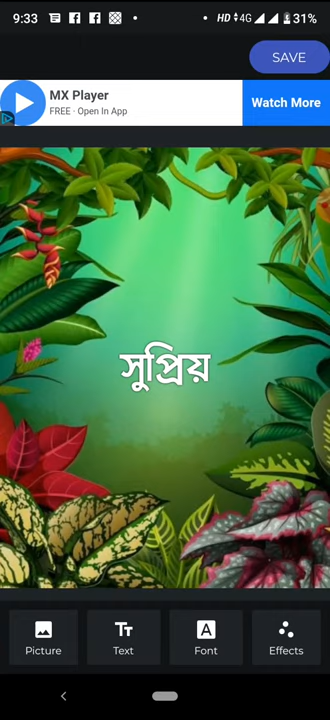 9:33
HD 4G 31%
SAVE
MX Player
FREE · Open In App
Watch More
সুপ্রিয়
Picture
Text
Font
Effects